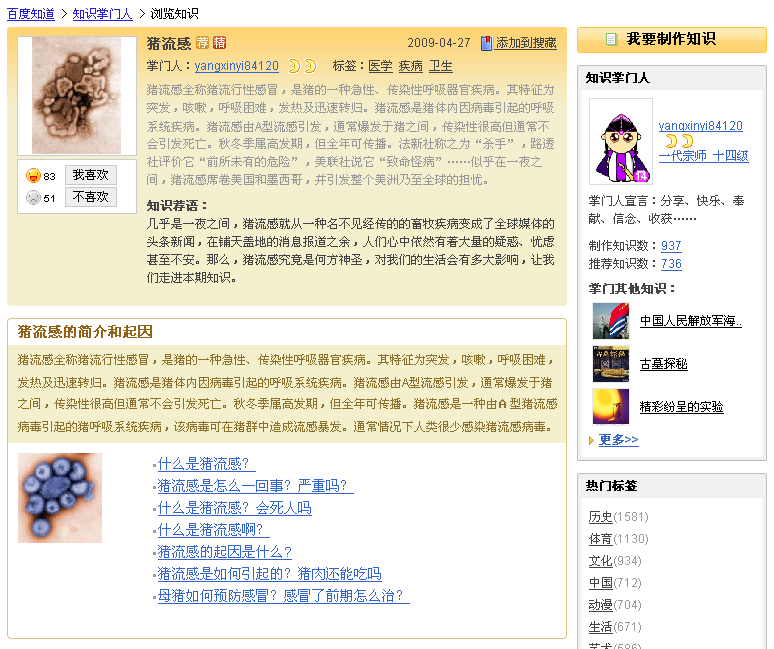 百度知道 > 知识掌门人 > 浏览知识
猪流感 荐 猪
2009-04-27 添加到搜藏
掌门人：yangxinyi84120 标签：医学 疾病 卫生
猪流感全称猪流行性感冒，是猪的一种急性、传染性呼吸器官疾病。其特征为
突发，咳嗽，呼吸困难，发热及迅速转归。猪流感是猪体内因病毒引起的呼吸
系统疾病。猪流感由A型流感引发，通常爆发于猪之间，传染性很高但通常不
会引发死亡。秋冬季属高发期，但全年可传播。法新社称之为“杀手”，路透
社评价它“前所未有的危险”，美联社说它“致命怪病”……似乎在一夜之
间，猪流感席卷美国和墨西哥，并引发整个美洲乃至全球的担忧。
83 我喜欢
51 不喜欢
知识荐语：
几乎是一夜之间，猪流感就从一种名不见经传的的畜牧疾病变成了全球媒体的
头条新闻，在铺天盖地的消息报道之余，人们心中依然有着大量的疑惑、忧虑
甚至不安。那么，猪流感究竟是何方神圣，对我们的生活会有多大影响，让我
们走进本期知识。
猪流感的简介和起因
猪流感全称猪流行性感冒，是猪的一种急性、传染性呼吸器官疾病。其特征为突发，咳嗽，呼吸困难，
发热及迅速转归。猪流感是猪体内因病毒引起的呼吸系统疾病。猪流感由A型流感引发，通常爆发于猪
之间，传染性很高但通常不会引发死亡。秋冬季属高发期，但全年可传播。猪流感是一种由Ａ型流感
病毒引起的猪呼吸系统疾病，该病毒可在猪群中造成流感暴发。通常情况下人类很少感染猪流感病毒。
什么是猪流感？
猪流感是怎么一回事？严重吗？
什么是猪流感？会死人吗
什么是猪流感啊？
猪流感的起因是什么？
猪流感是如何引起的？猪肉还能吃吗
母猪如何预防感冒？感冒了前期怎么治？
我要制作知识
知识掌门人
yangxinyi84120
一代宗师 十四级
14
掌门人宣言：分享、快乐、奉
献、信念、收获……
制作知识数：937
推荐知识数：736
掌门其他知识：
中国人民解放军海..
古墓探秘
精彩纷呈的实验
更多>>
热门标签
历史(1581)
体育(1130)
文化(934)
中国(712)
动漫(704)
生活(671)
艺术(586)